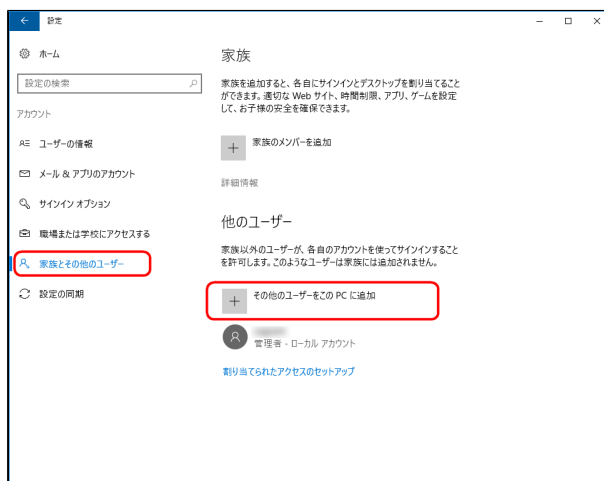 設定
ホーム
設定の検索
アカウント
ユーザーの情報
メール & アプリのアカウント
サインイン オプション
職場または学校にアクセスする
家族とその他のユーザー
設定の同期
家族
家族を追加すると、各自にサインインとデスクトップを割り当てること
ができます。適切な Web サイト、時間制限、アプリ、ゲームを設定
して、お子様の安全を確保できます。
家族のメンバーを追加
詳細情報
他のユーザー
家族以外のユーザーが、各自のアカウントを使ってサインインすること
を許可します。このようなユーザーは家族には追加されません。
その他のユーザーをこの PC に追加
管理者 - ローカル アカウント
割り当てられたアクセスのセットアップ